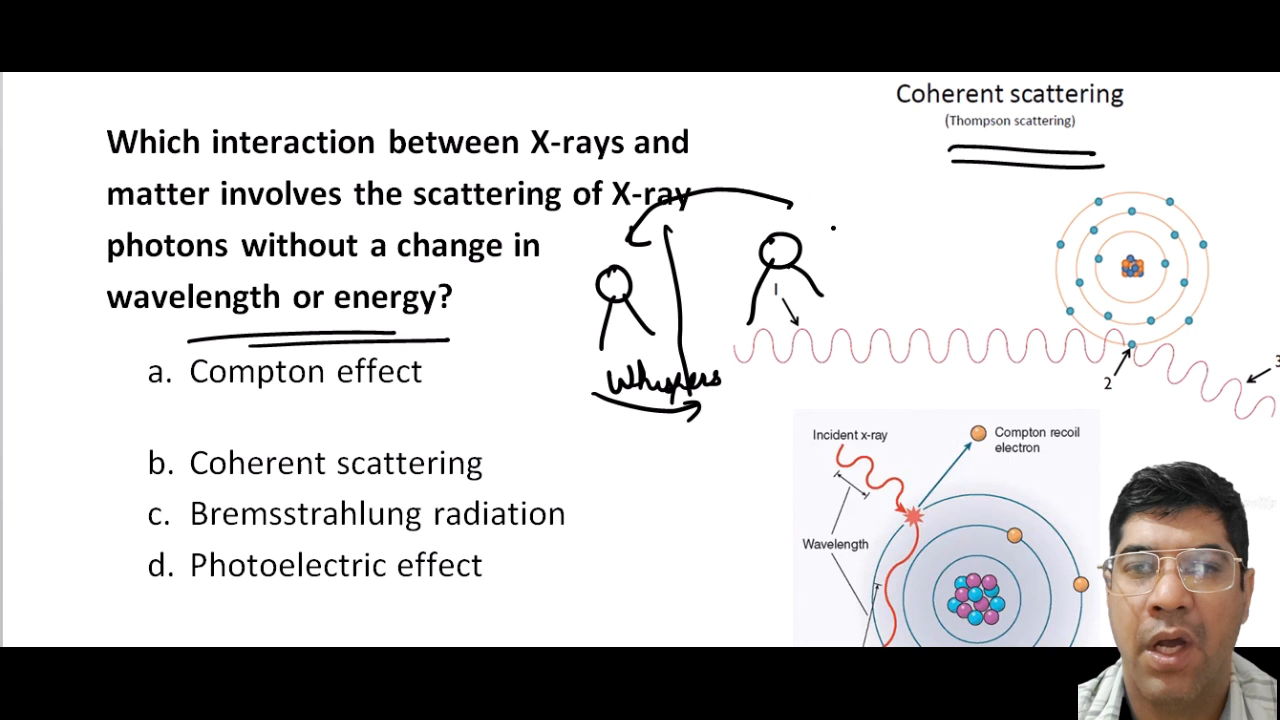 Coherent scattering
(Thompson scattering)
Which interaction between X-rays and
matter involves the scattering of X-ray
photons without a change in
wavelength or energy?
a. Compton effect
b. Coherent scattering
c. Bremsstrahlung radiation
d. Photoelectric effect
Whispers
1
2
3
Incident x-ray
Compton recoil
electron
Wavelength